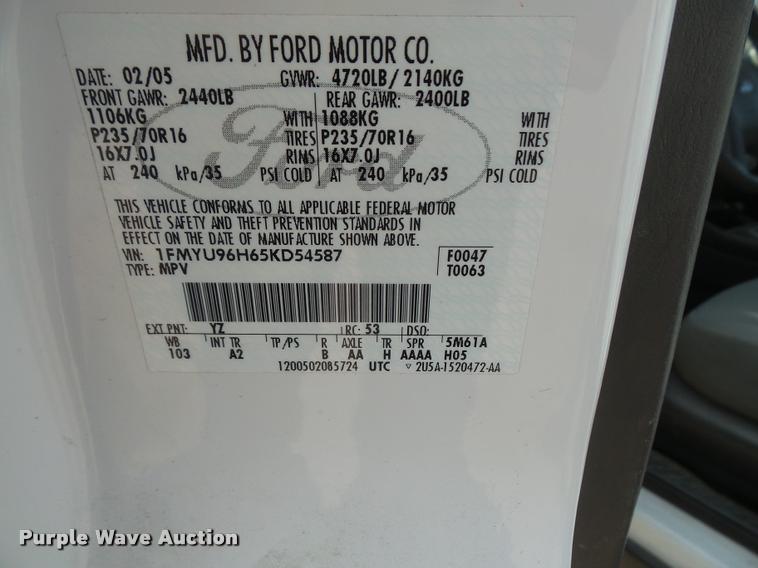 MFD. BY FORD MOTOR CO.
DATE: 02/05 GVWR: 4720LB/ 2140KG
FRONT GAWR: 2440LB REAR GAWR: 2400LB
1106KG WITH 1088KG WITH
P235/70R16 TIRES P235/70R16 TIRES
16X7.0J RIMS 16X7.0J RIMS
AT 240 kPa/35 PSI COLD AT 240 kPa/35 PSI COLD
Ford
THIS VEHICLE CONFORMS TO ALL APPLICABLE FEDERAL MOTOR
VEHICLE SAFETY AND THEFT PREVENTION STANDARDS IN
EFFECT ON THE DATE OF MANUFACTURE SHOWN ABOVE.
VIN: 1FMYU96H65KD54587 F0047
TYPE: MPV T0063
EXT PNT: YZ RC: 53 DSO:
WB INT TR TP/PS R AXLE TR SPR 5M61A
103 A2 B AA H AAAA H05
1200502085724 UTC ▿ 2U5A-1520472-AA
Purple Wave Auction